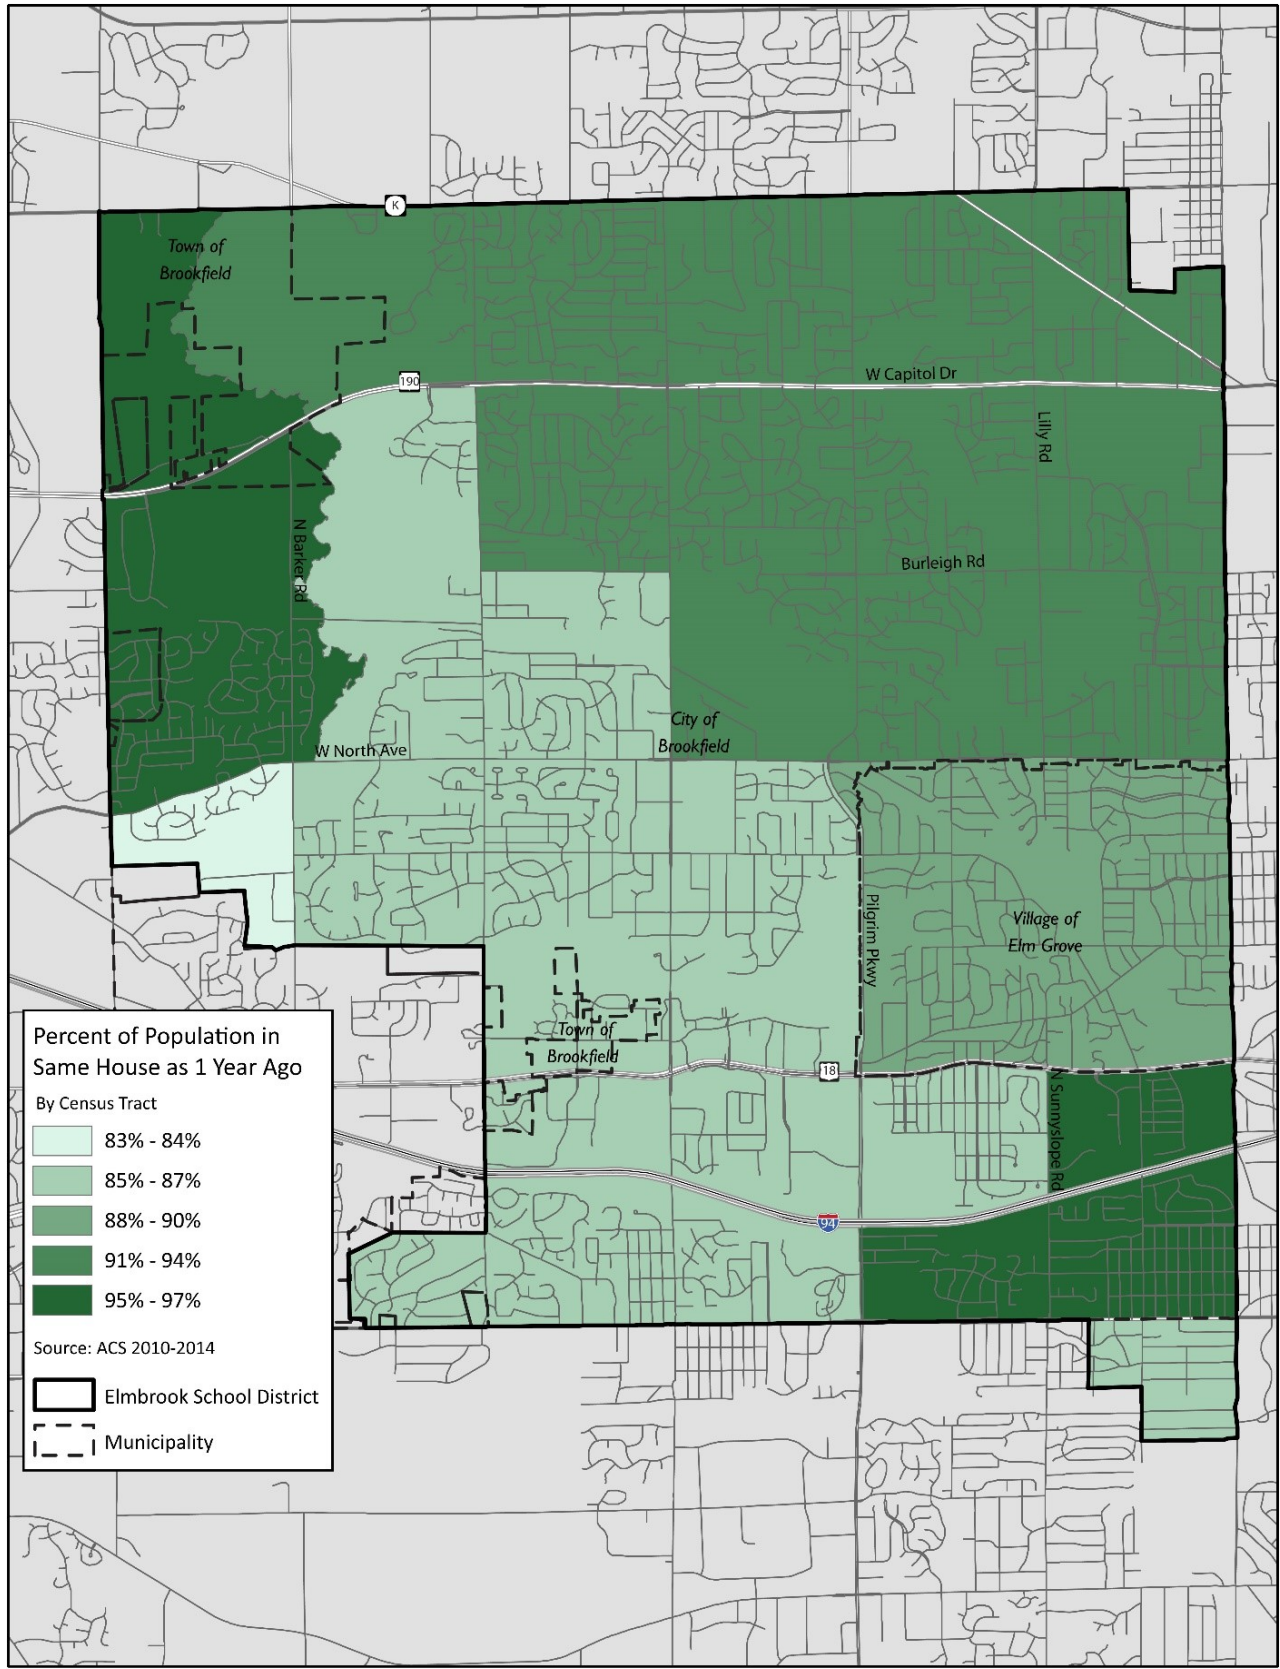 K
Town of
Brookfield
190
W Capitol Dr
Lilly Rd
N Barker Rd
Burleigh Rd
City of
Brookfield
W North Ave
Pilgrim Pkwy
Village of
Elm Grove
Town of
Brookfield
18
N Sunnyslope Rd
94
Percent of Population in
Same House as 1 Year Ago
By Census Tract
83% - 84%
85% - 87%
88% - 90%
91% - 94%
95% - 97%
Source: ACS 2010-2014
Elmbrook School District
Municipality